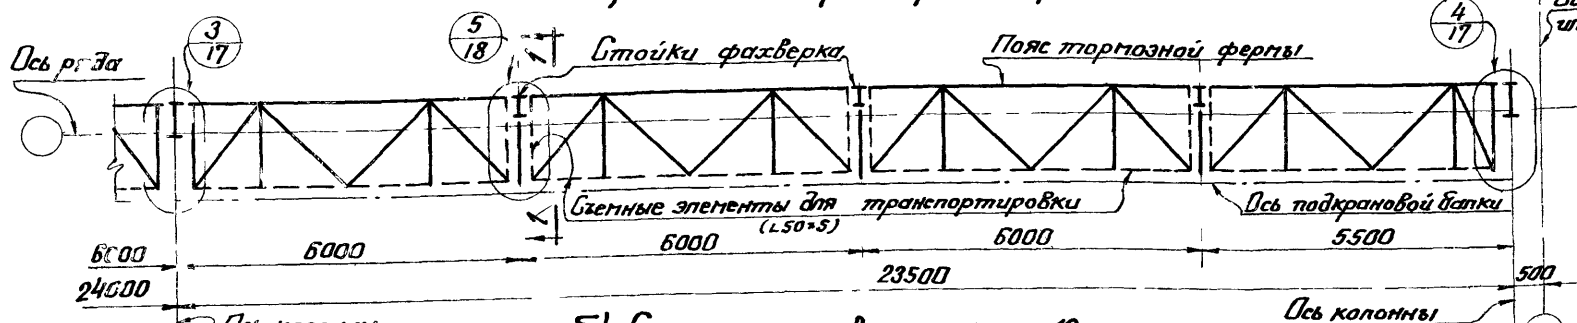 3
17
5
18
4
17
Стойки фахверка
Пояс тормозной фермы
Ось ряда
Съемные элементы для транспортировки
(L50×5)
Ось подкрановой балки
6000
6000
6000
6000
5500
24000
23500
500
Ось колонны